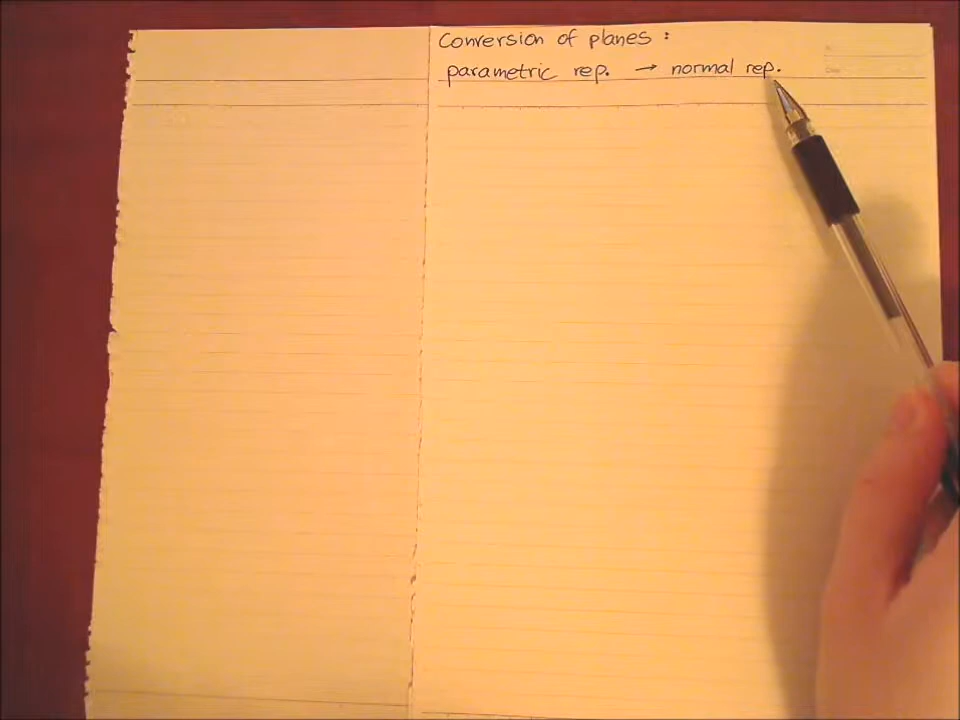 Conversion of planes :
parametric rep. → normal rep.